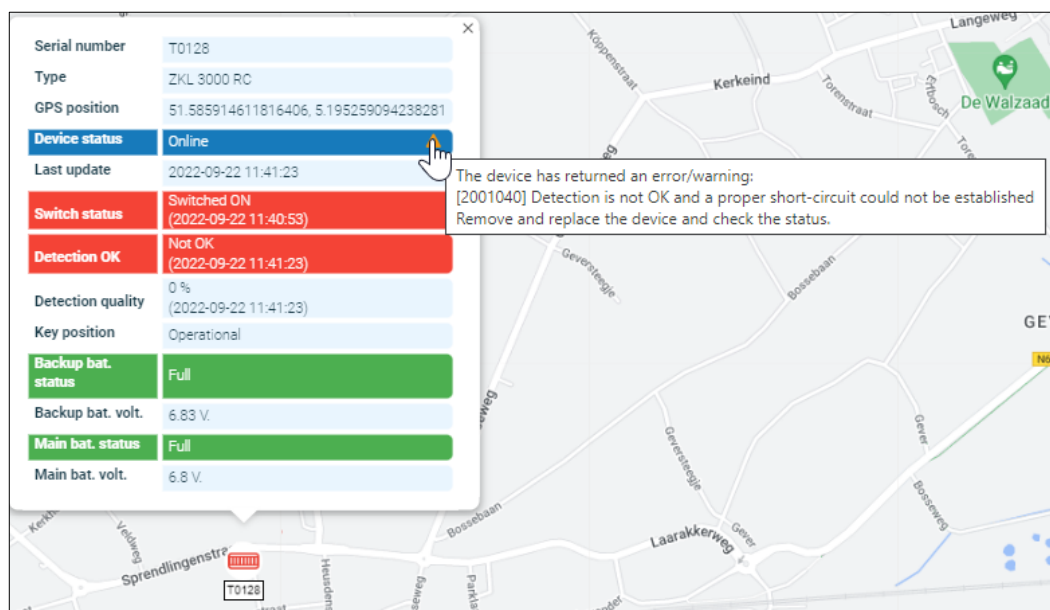 Serial number T0128
Type ZKL 3000 RC
GPS position 51.585914611816406, 5.195259094238281
Device status Online
Last update 2022-09-22 11:41:23
Switch status Switched ON
(2022-09-22 11:40:53)
Detection OK Not OK
(2022-09-22 11:41:23)
Detection quality 0 %
(2022-09-22 11:41:23)
Key position Operational
Backup bat.
status Full
Backup bat. volt. 6.83 V.
Main bat. status Full
Main bat. volt. 6.8 V.
The device has returned an error/warning:
[2001040] Detection is not OK and a proper short-circuit could not be established
Remove and replace the device and check the status.
Langeweg
Köppenstraat
Kerkeind
Torenstraat
Erfbosch
De Walzaad
Geversteegje
Bossebaan
GE
N6
Geversteegje
Gever
Bosseweg
Bossebaan
Laarakkerweg
Gever
Veldweg
Sprendlingenstra
T0128